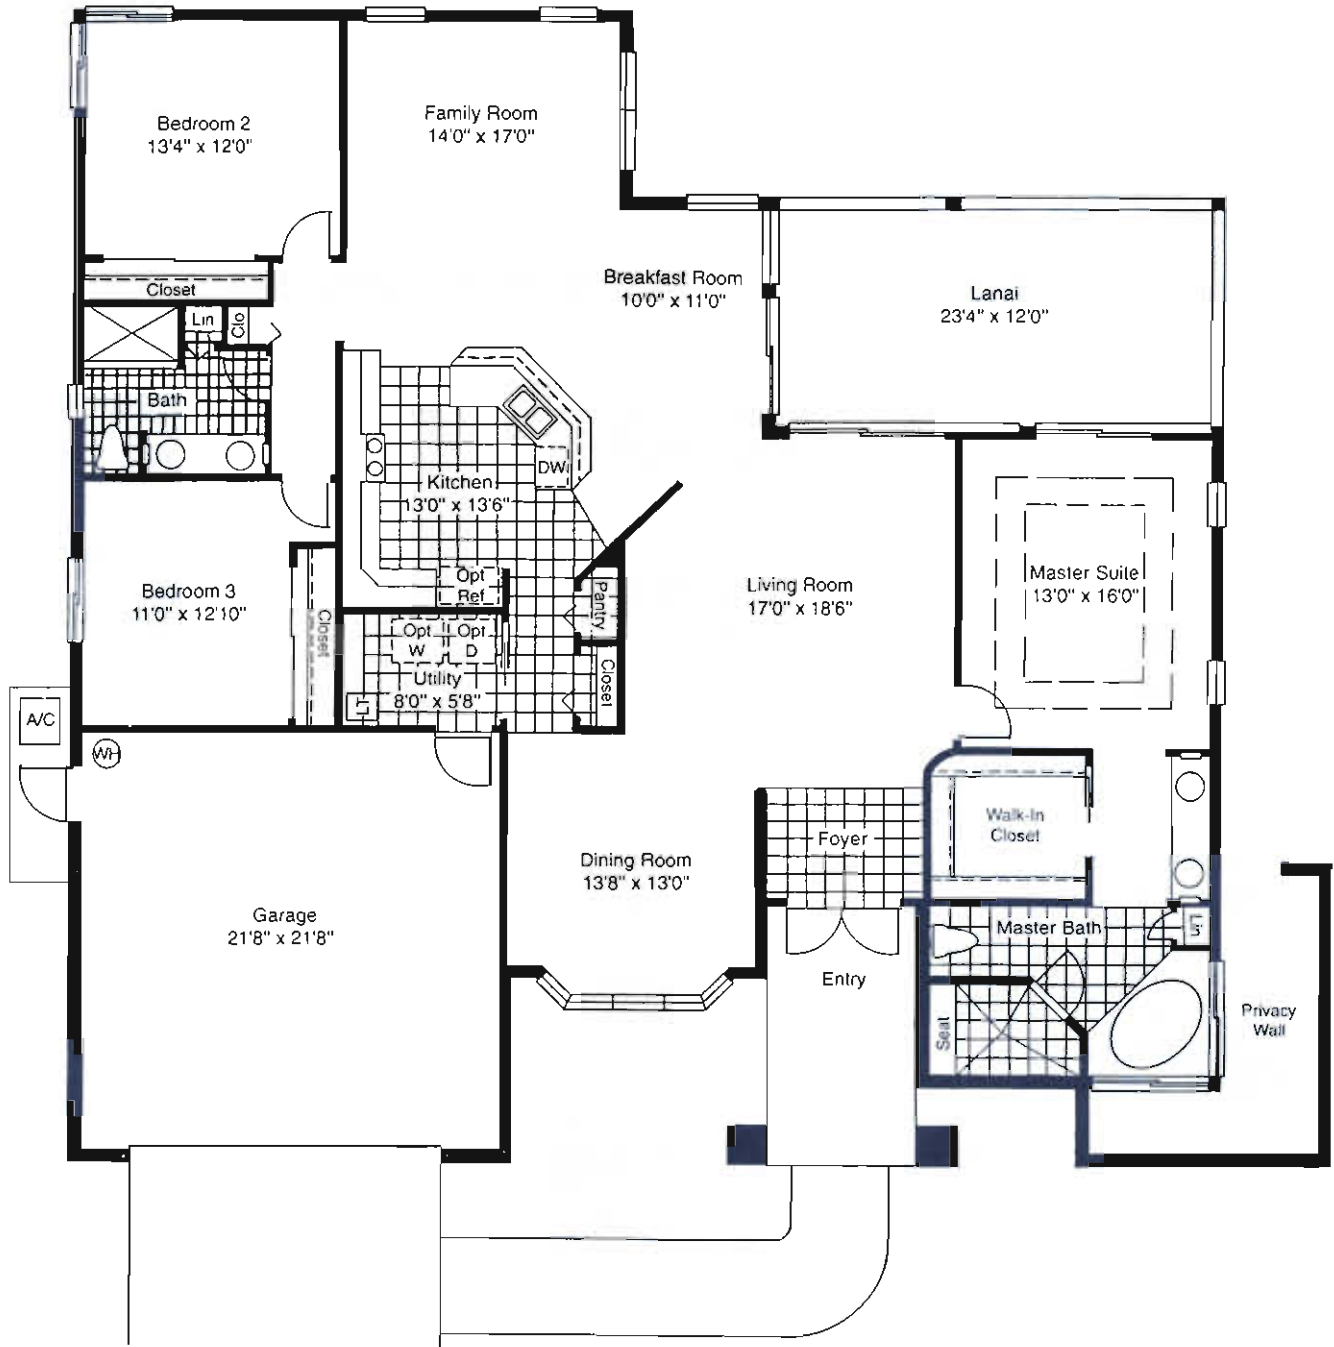 Bedroom 2
13'4" x 12'0"
Family Room
14'0" x 17'0"
Closet
Lin
Clo
Breakfast Room
10'0" x 11'0"
Lanai
23'4" x 12'0"
Bath
DW
Kitchen
13'0" x 13'6"
Bedroom 3
11'0" x 12'10"
Closet
Opt
Ref
Pantry
Living Room
17'0" x 18'6"
Master Suite
13'0" x 16'0"
Opt
W
Opt
D
Utility
8'0" x 5'8"
LT
Closet
A/C
WH
Walk-In
Closet
Foyer
Dining Room
13'8" x 13'0"
Garage
21'8" x 21'8"
Master Bath
Entry
Seat
Privacy
Wall